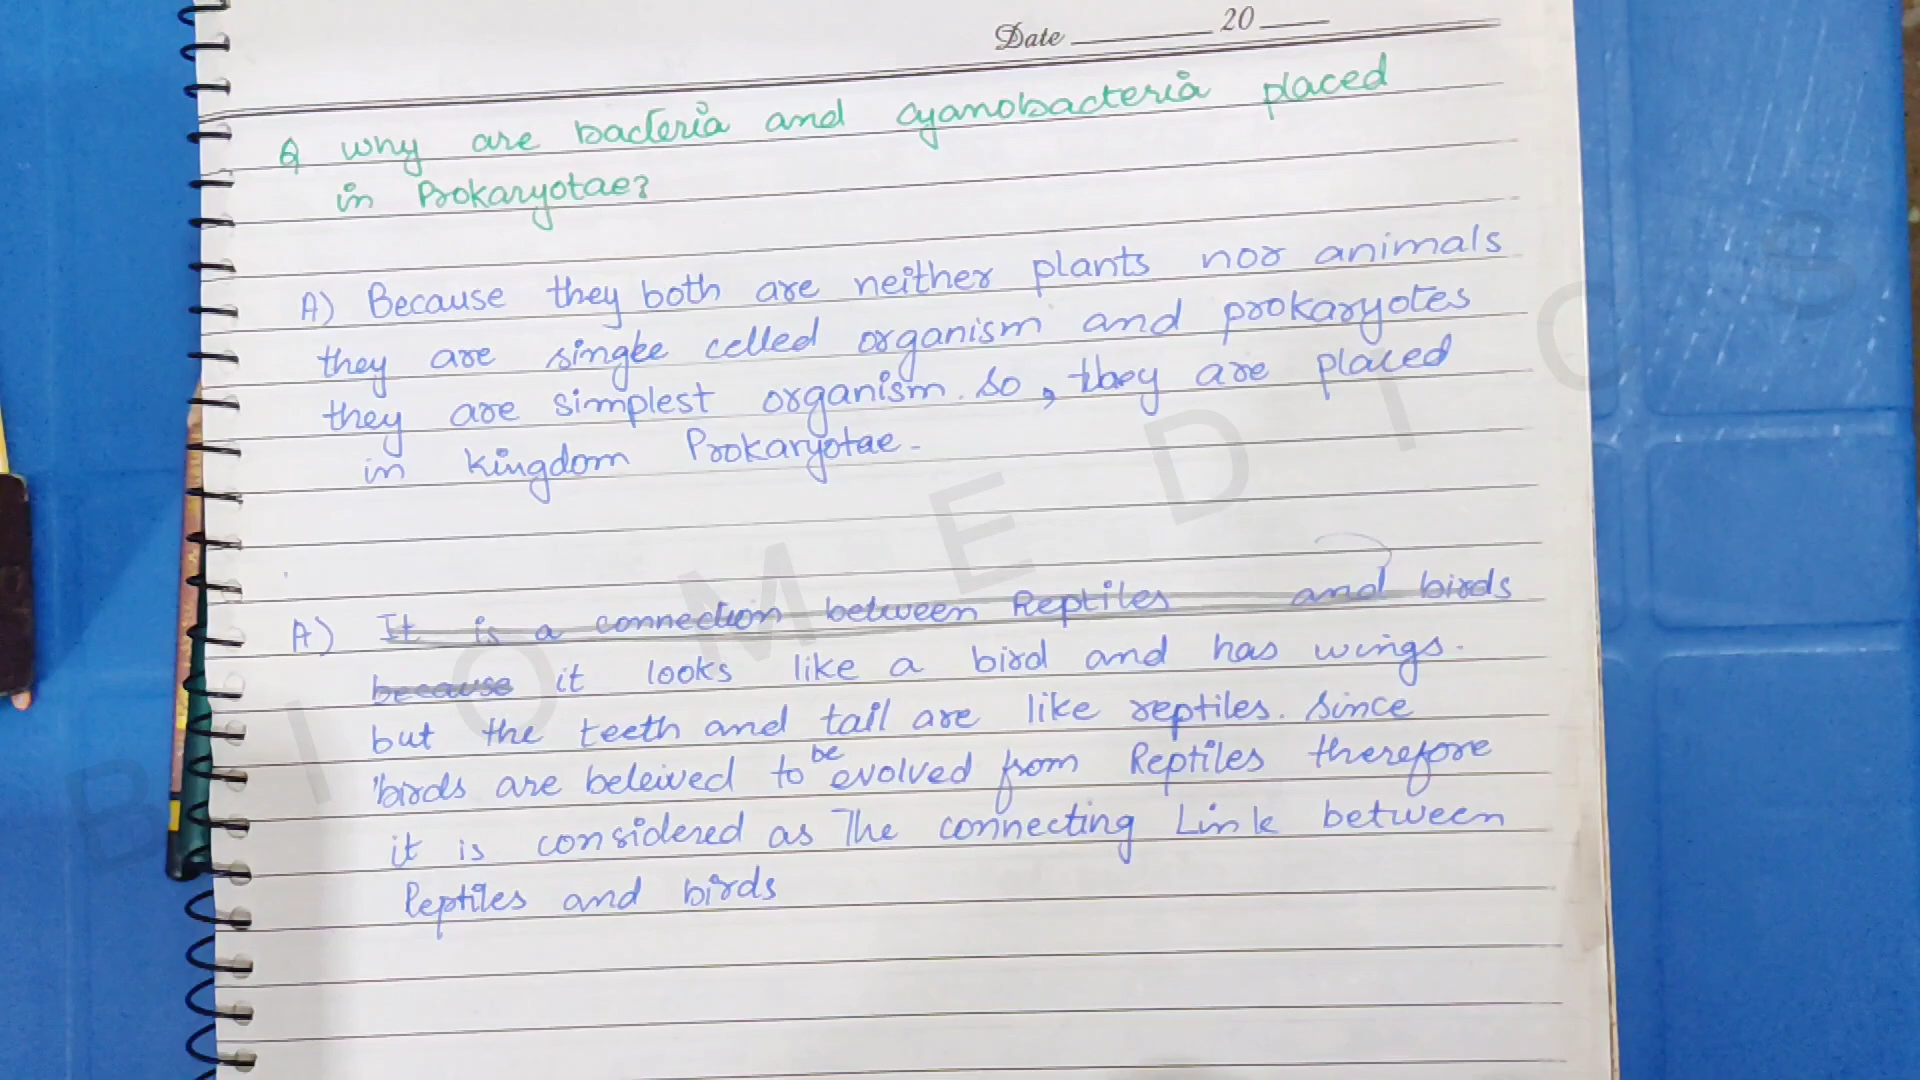 Date 20
Q why are bacteria and cyanobacteria placed
in Prokaryotae?
A) Because they both are neither plants nor animals
they are single celled organism and prokaryotes
they are simplest organism. So, they are placed
in kingdom Prokaryotae.
A) It is a connection between Reptiles and birds
because it looks like a bird and has wings.
but the teeth and tail are like reptiles. Since
birds are beleived to be evolved from Reptiles therefore
it is considered as The connecting Link between
Reptiles and birds
BIOMEDICS